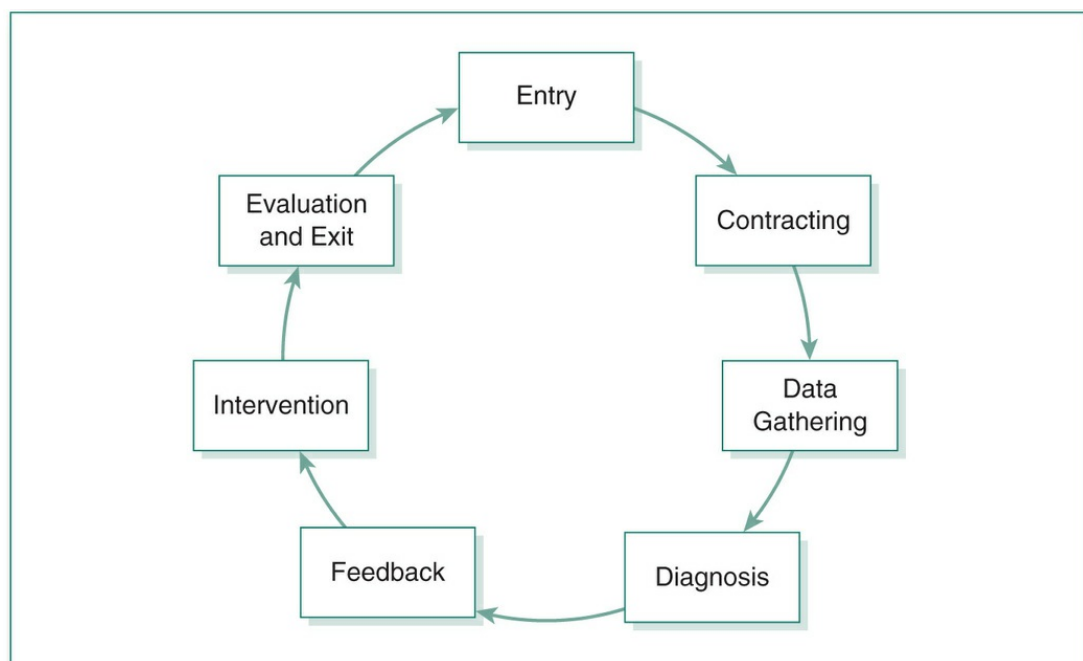 Entry
Contracting
Data
Gathering
Diagnosis
Feedback
Intervention
Evaluation
and Exit